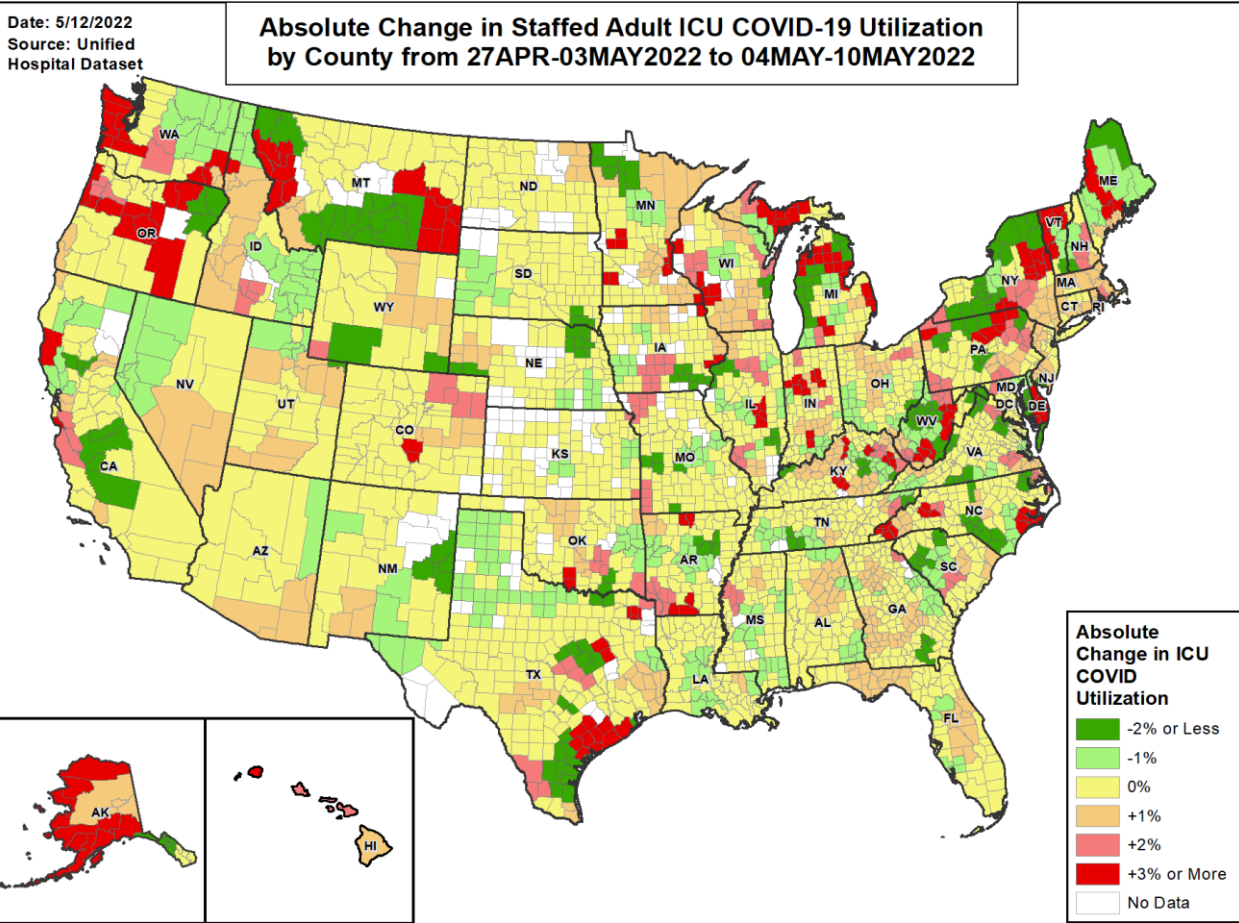 Date: 5/12/2022
Source: Unified
Hospital Dataset
Absolute Change in Staffed Adult ICU COVID-19 Utilization
by County from 27APR-03MAY2022 to 04MAY-10MAY2022
WA
MT
ND
MN
ME
OR
ID
SD
WI
VT
NH
NY
MA
CT
RI
WY
MI
IA
NE
PA
NJ
NV
UT
CO
IL
IN
OH
MD
DC
DE
WV
VA
CA
KS
MO
KY
AZ
NM
OK
AR
TN
NC
SC
MS
AL
GA
TX
LA
FL
AK
HI
Absolute
Change in ICU
COVID
Utilization
-2% or Less
-1%
0%
+1%
+2%
+3% or More
No Data